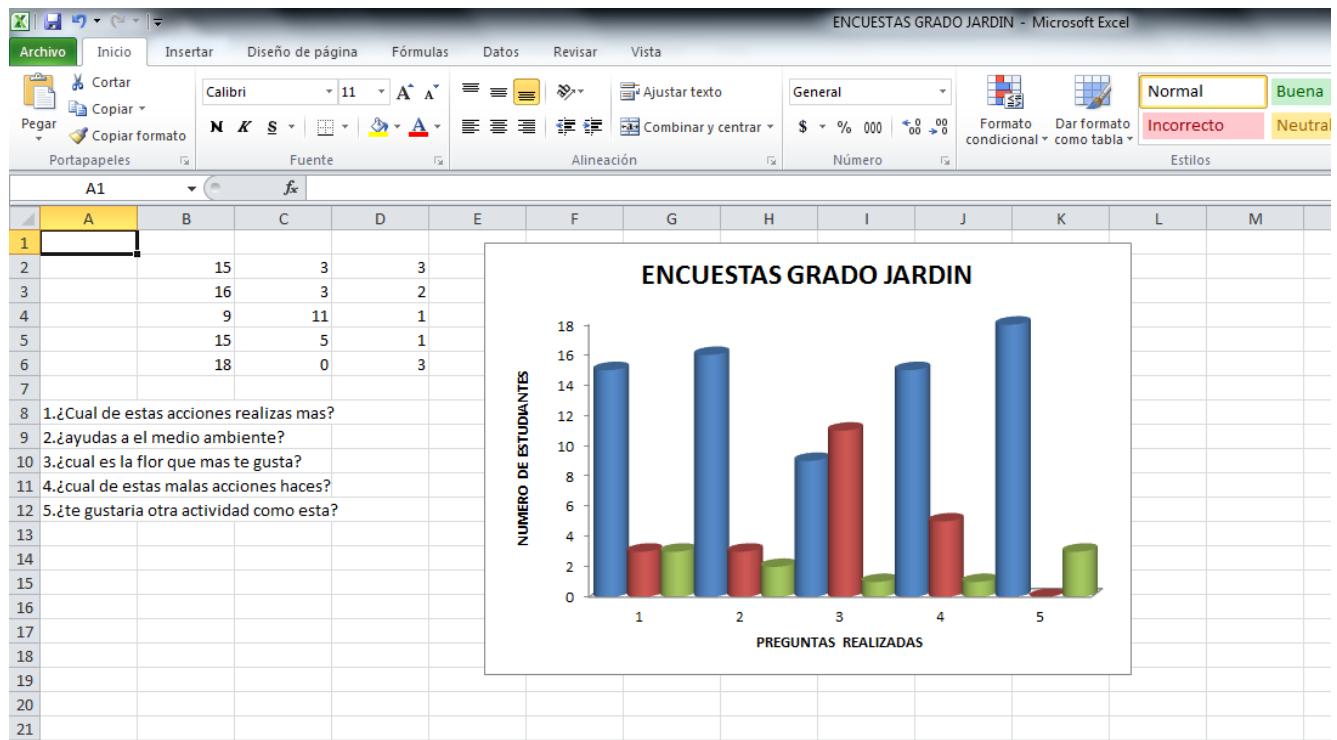 ENCUESTAS GRADO JARDIN - Microsoft Excel
Archivo Inicio Insertar Diseño de página Fórmulas Datos Revisar Vista
Pegar
Cortar
Copiar
Copiar formato
Portapapeles
Calibri 11 A A
N K S A
Fuente
Ajustar texto
Combinar y centrar
Alineación
General
$ % 000
Número
Formato condicional
Dar formato como tabla
Normal Buena
Incorrecto Neutral
Estilos
A1 fx
A B C D E F G H I J K L M
1
2 15 3 3
3 16 3 2
4 9 11 1
5 15 5 1
6 18 0 3
7
8 1.¿Cual de estas acciones realizas mas?
9 2.¿ayudas a el medio ambiente?
10 3.¿cual es la flor que mas te gusta?
11 4.¿cual de estas malas acciones haces?
12 5.¿te gustaria otra actividad como esta?
13
14
15
16
17
18
19
20
21
ENCUESTAS GRADO JARDIN
NUMERO DE ESTUDIANTES
18
16
14
12
10
8
6
4
2
0
1 2 3 4 5
PREGUNTAS REALIZADAS